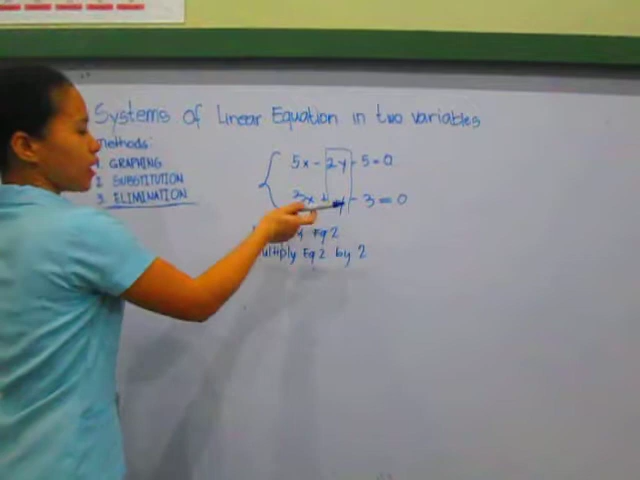 Systems of Linear Equation in two variables
methods:
1. GRAPHING
2. SUBSTITUTION
3. ELIMINATION
5x - 2y - 5 = 0
3x + y - 3 = 0
Eq 2
multiply Eq 2 by 2